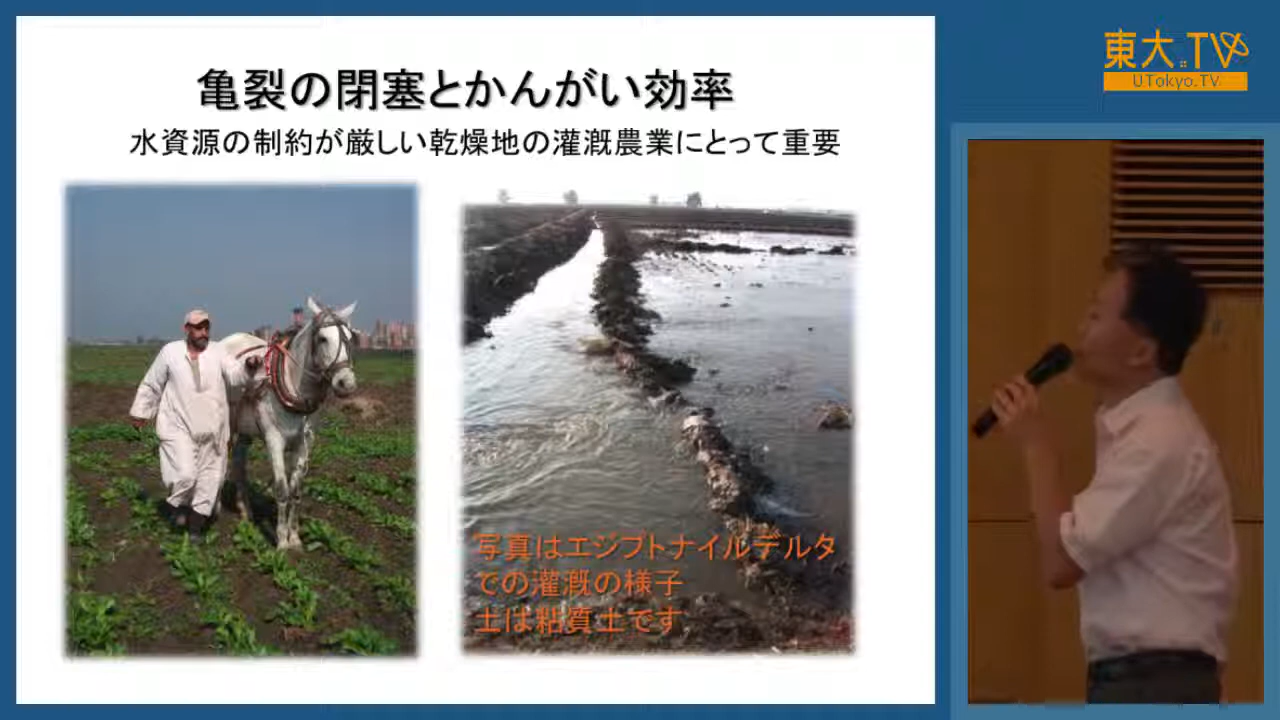 亀裂の閉塞とかんがい効率
水資源の制約が厳しい乾燥地の灌漑農業にとって重要
写真はエジプトナイルデルタ
での灌漑の様子
土は粘質土です
東大.TV
UTokyo.TV